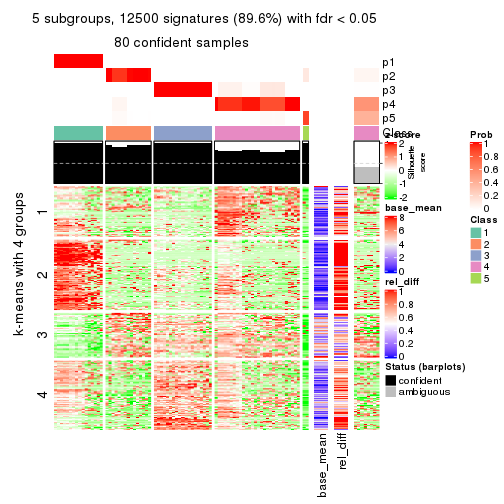 5 subgroups, 12500 signatures (89.6%) with fdr < 0.05
80 confident samples
p1
p2
p3
p4
p5
Class
z-score
2
1
0
-1
-2
Silhouette
score
Prob
1
0.8
0.6
0.4
0.2
0
base_mean
8
6
4
2
0
Class
1
2
3
4
5
rel_diff
1
0.8
0.6
0.4
0.2
0
Status (barplots)
confident
ambiguous
k-means with 4 groups
1
2
3
4
base_mean
rel_diff